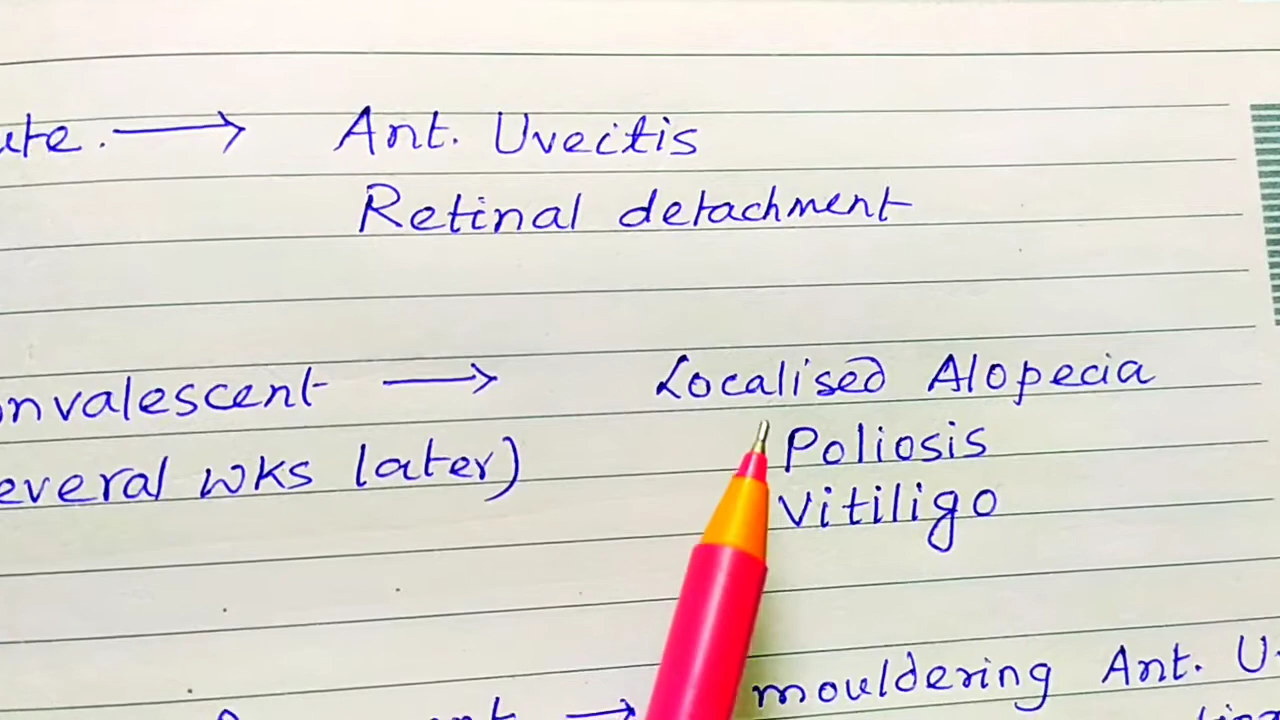 ute. → Ant. Uveitis
Retinal detachment
nvalescent → Localised Alopecia
everal wks later) Poliosis
Vitiligo
→ mouldering Ant. U